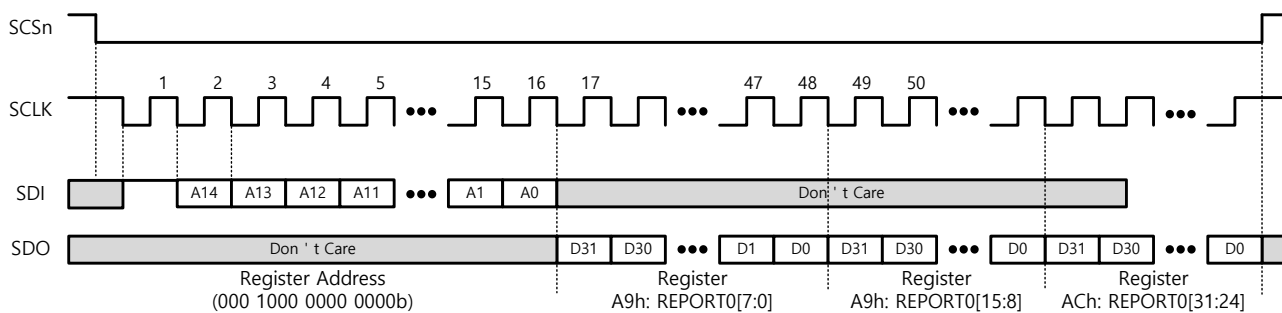 SCSn
1 2 3 4 5 15 16 17 47 48 49 50
SCLK
SDI A14 A13 A12 A11 A1 A0 Don ' t Care
SDO Don ' t Care D31 D30 D1 D0 D31 D30 D0 D31 D30 D0
Register Address Register Register Register
(000 1000 0000 0000b) A9h: REPORT0[7:0] A9h: REPORT0[15:8] ACh: REPORT0[31:24]